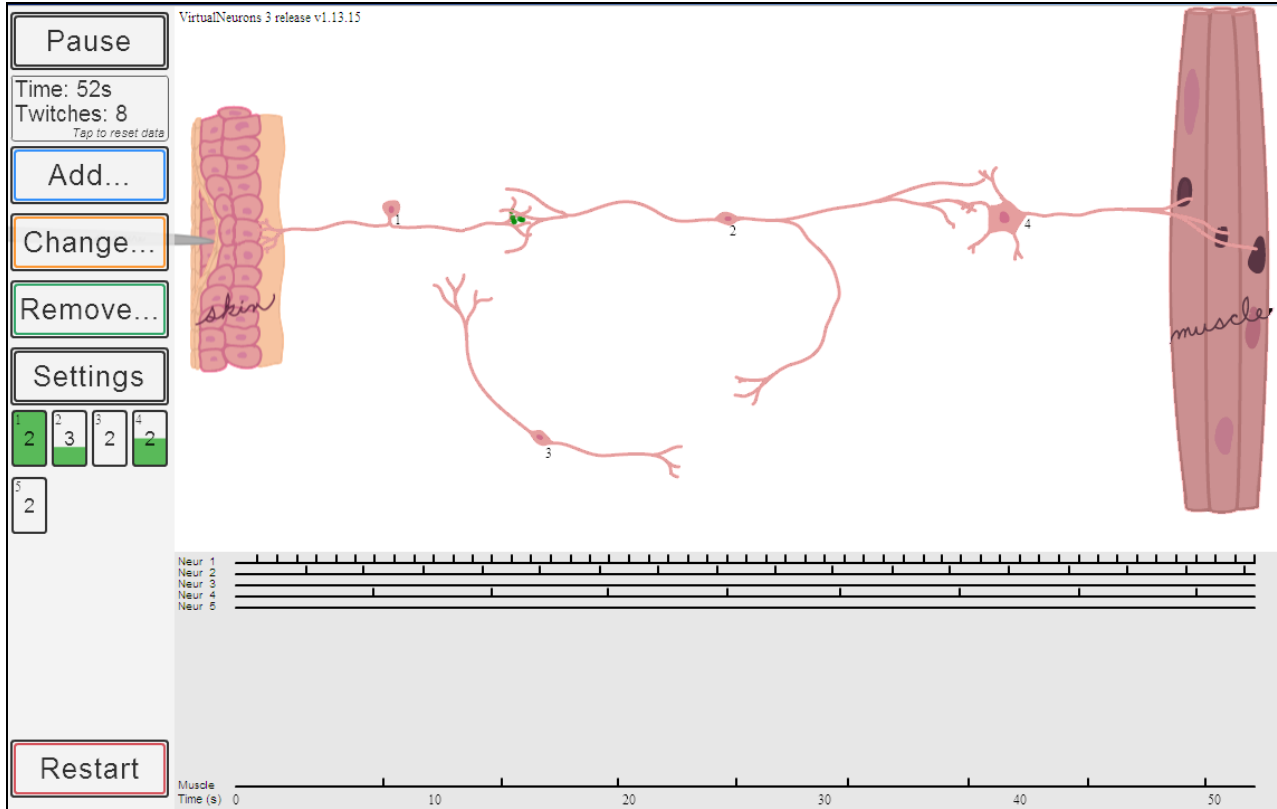 VirtualNeurons 3 release v1.13.15
Pause
Time: 52s
Twitches: 8
Tap to reset data
Add...
Change...
Remove...
Settings
1 2 2 3 3 2 4 2
5 2
Restart
skin
1
2
3
4
muscle
Neur 1
Neur 2
Neur 3
Neur 4
Neur 5
Muscle
Time (s) 0 10 20 30 40 50